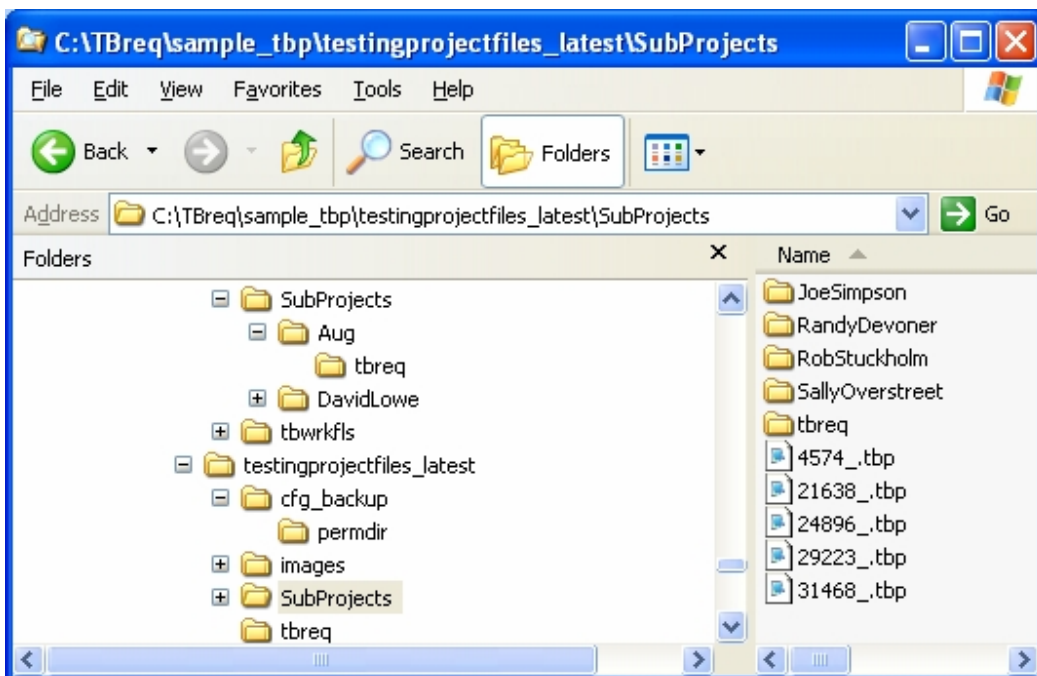 C:\TBreq\sample_tbp\testingprojectfiles_latest\SubProjects
File Edit View Favorites Tools Help
Back Search Folders
Address C:\TBreq\sample_tbp\testingprojectfiles_latest\SubProjects Go
Folders
SubProjects
Aug
tbreq
DavidLowe
tbwrkfls
testingprojectfiles_latest
cfg_backup
permdir
images
SubProjects
tbreq
Name
JoeSimpson
RandyDevoner
RobStuckholm
SallyOverstreet
tbreq
4574_.tbp
21638_.tbp
24896_.tbp
29223_.tbp
31468_.tbp